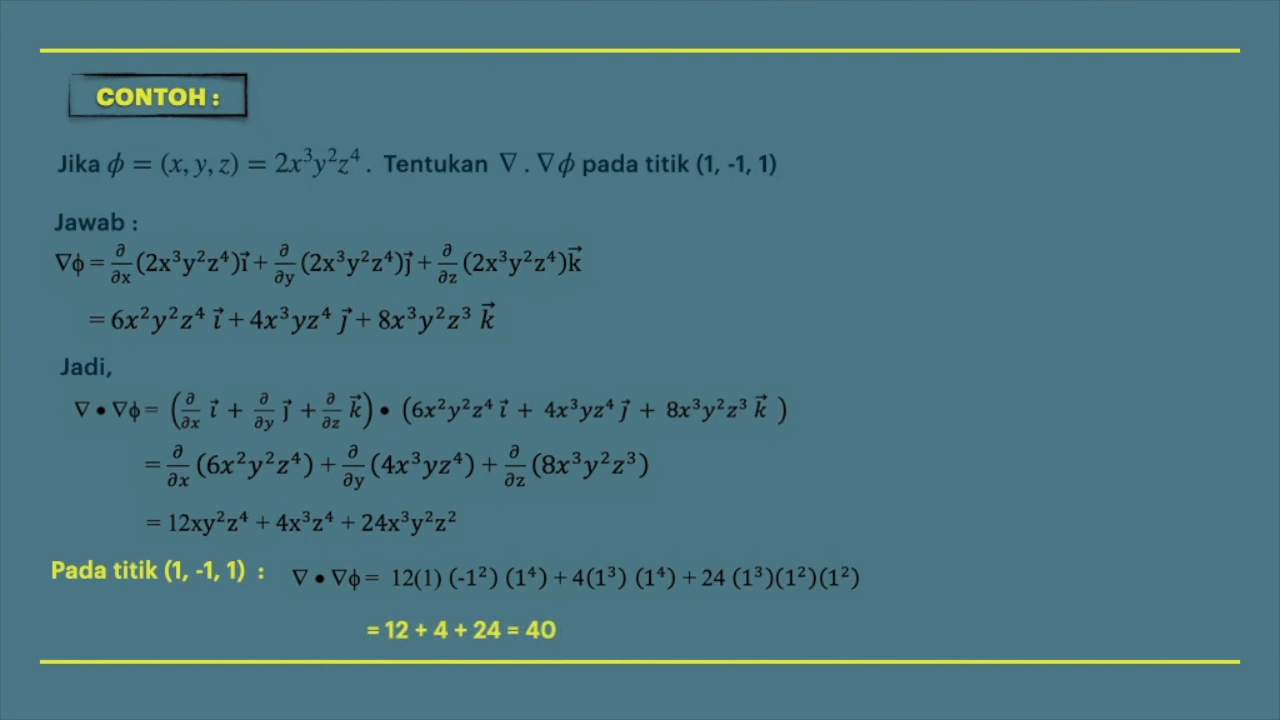 CONTOH :
Jika ϕ = (x, y, z) = 2x³y²z⁴ . Tentukan ∇ . ∇ϕ pada titik (1, -1, 1)
Jawab :
∇ϕ = ∂/∂x (2x³y²z⁴)i⃗ + ∂/∂y (2x³y²z⁴)j⃗ + ∂/∂z (2x³y²z⁴)k⃗
= 6x²y²z⁴ i⃗ + 4x³yz⁴ j⃗ + 8x³y²z³ k⃗
Jadi,
∇ • ∇ϕ = (∂/∂x i⃗ + ∂/∂y j⃗ + ∂/∂z k⃗) • (6x²y²z⁴ i⃗ + 4x³yz⁴ j⃗ + 8x³y²z³ k⃗ )
= ∂/∂x (6x²y²z⁴) + ∂/∂y (4x³yz⁴) + ∂/∂z (8x³y²z³)
= 12xy²z⁴ + 4x³z⁴ + 24x³y²z²
Pada titik (1, -1, 1) : ∇ • ∇ϕ = 12(1) (-1²) (1⁴) + 4(1³) (1⁴) + 24 (1³)(1²)(1²)
= 12 + 4 + 24 = 40